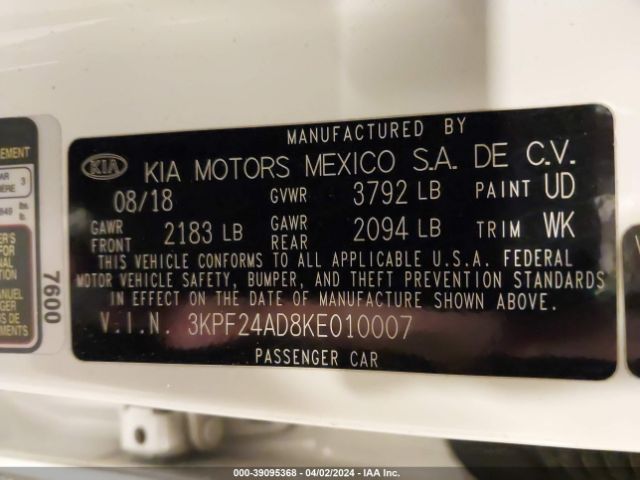 MANUFACTURED BY
KIA KIA MOTORS MEXICO S.A. DE C.V.
08/18 GVWR 3792 LB PAINT UD
GAWR FRONT 2183 LB GAWR REAR 2094 LB TRIM WK
THIS VEHICLE CONFORMS TO ALL APPLICABLE U.S.A. FEDERAL
MOTOR VEHICLE SAFETY, BUMPER, AND THEFT PREVENTION STANDARDS
IN EFFECT ON THE DATE OF MANUFACTURE SHOWN ABOVE.
V.I.N. 3KPF24AD8KE010007
PASSENGER CAR
7600
000-39095368 - 04/02/2024 - IAA Inc.